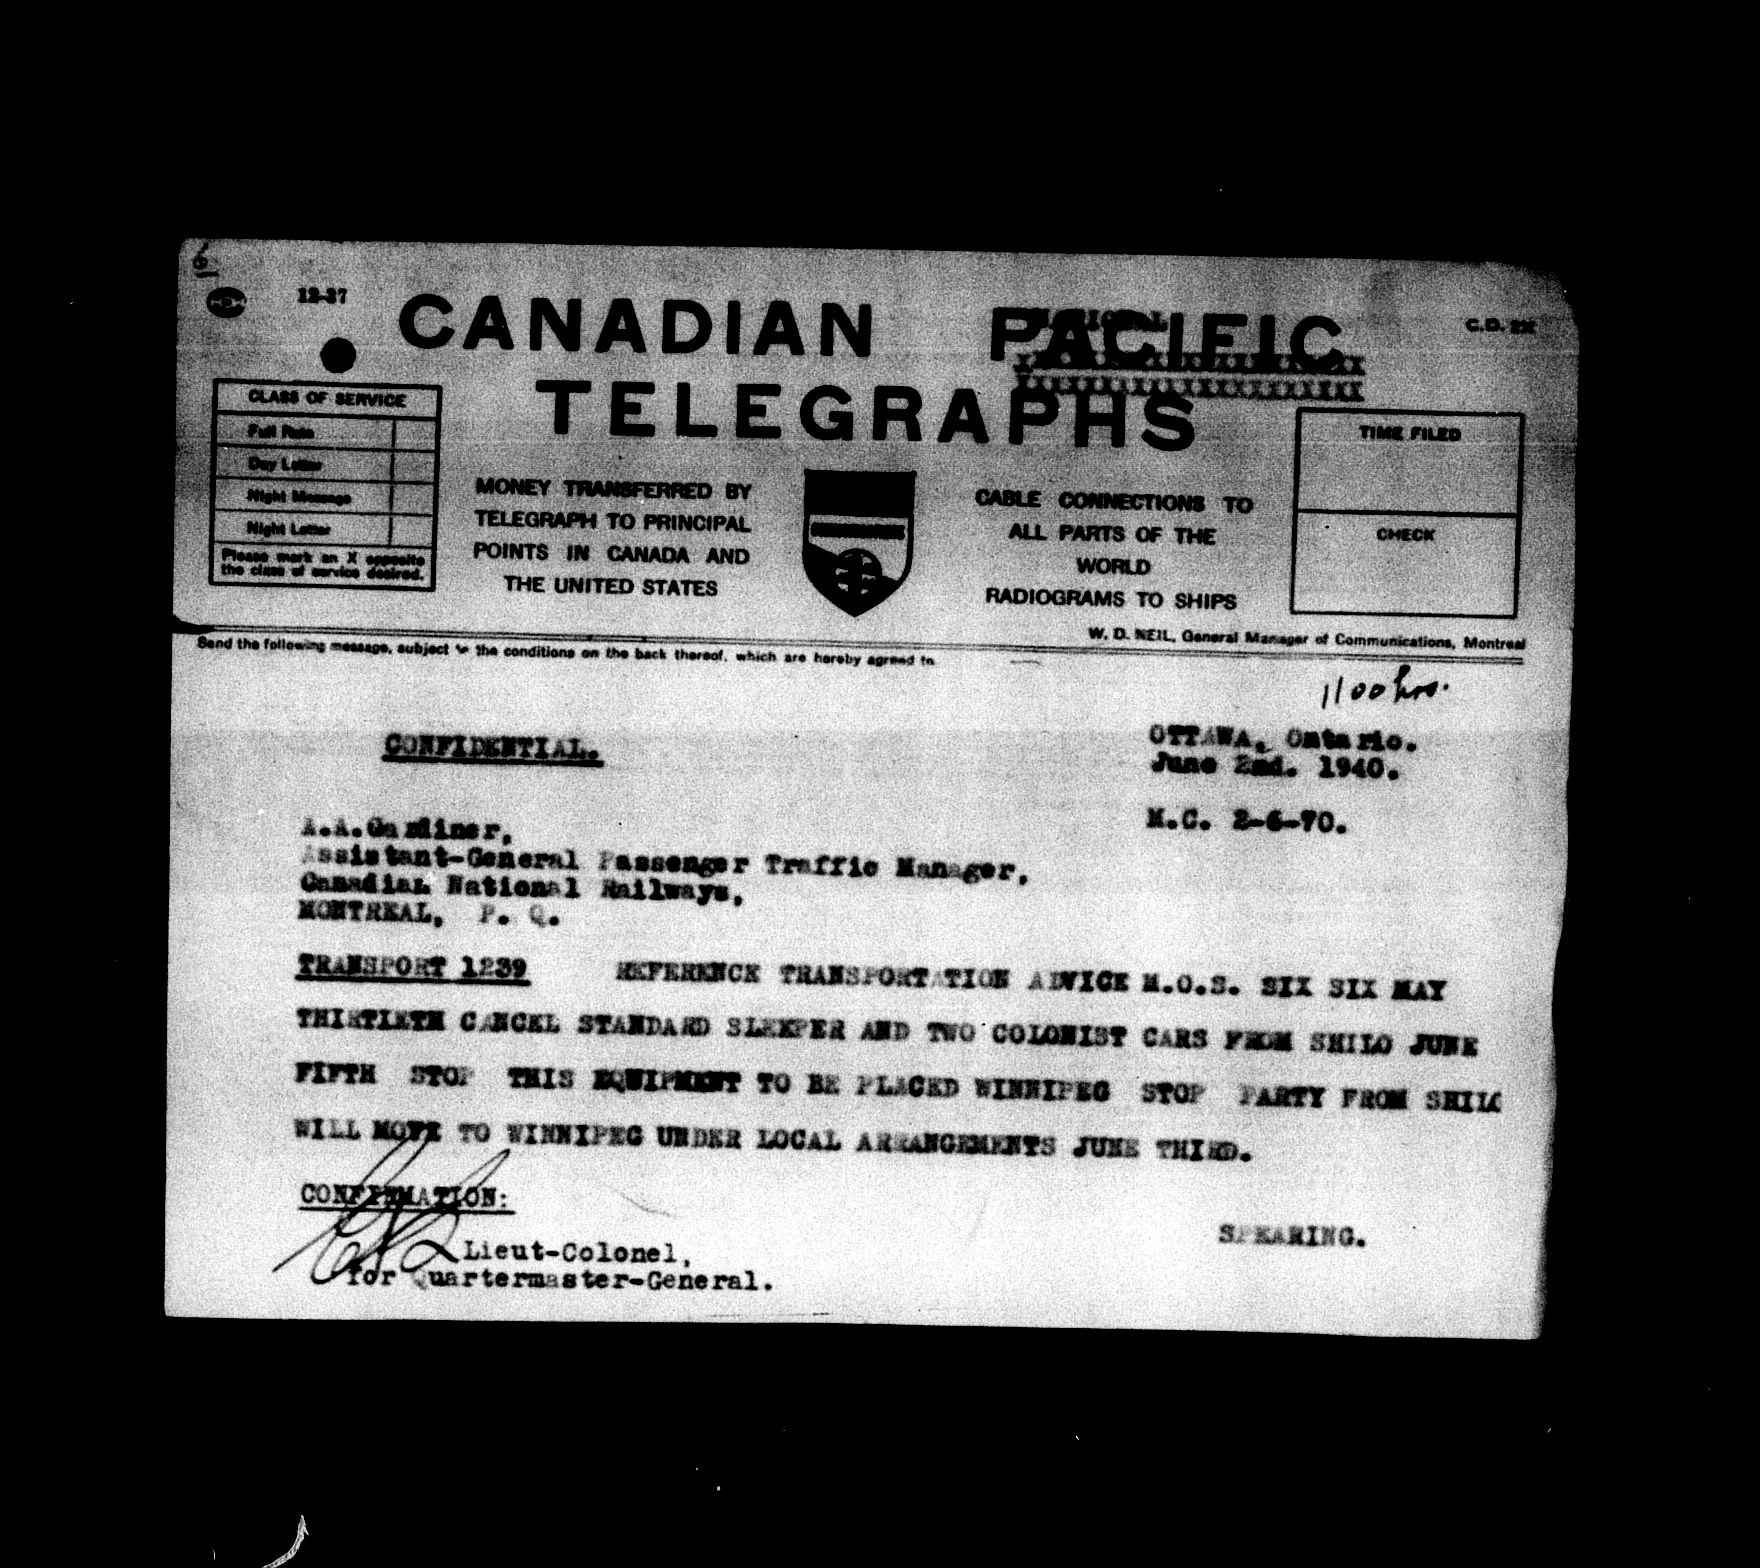 12-37
CANADIAN PACIFIC
NATIONAL
XXXXXXXXXXXXXXXXXXXXX
TELEGRAPHS
C.D. 2X
CLASS OF SERVICE
Full Rate
Day Letter
Night Message
Night Letter
Please mark an X opposite
the class of service desired.
MONEY TRANSFERRED BY
TELEGRAPH TO PRINCIPAL
POINTS IN CANADA AND
THE UNITED STATES
CABLE CONNECTIONS TO
ALL PARTS OF THE
WORLD
RADIOGRAMS TO SHIPS
TIME FILED
CHECK
W. D. NEIL, General Manager of Communications, Montreal
Send the following message, subject to the conditions on the back thereof, which are hereby agreed to
1100 hrs.
CONFIDENTIAL.
OTTAWA, Ontario.
June 2nd. 1940.
M.C. 2-6-70.
A.A.Gardiner,
Assistant-General Passenger Traffic Manager,
Canadian National Railways,
MONTREAL, P. Q.
TRANSPORT 1239 REFERENCE TRANSPORTATION ADVICE M.O.S. SIX SIX MAY
THIRTIETH CANCEL STANDARD SLEEPER AND TWO COLONIST CARS FROM SHILO JUNE
FIFTH STOP THIS EQUIPMENT TO BE PLACED WINNIPEG STOP PARTY FROM SHILO
WILL MOVE TO WINNIPEG UNDER LOCAL ARRANGEMENTS JUNE THIRD.
CONFIRMATION:
SPEARING.
Lieut-Colonel,
for Quartermaster-General.